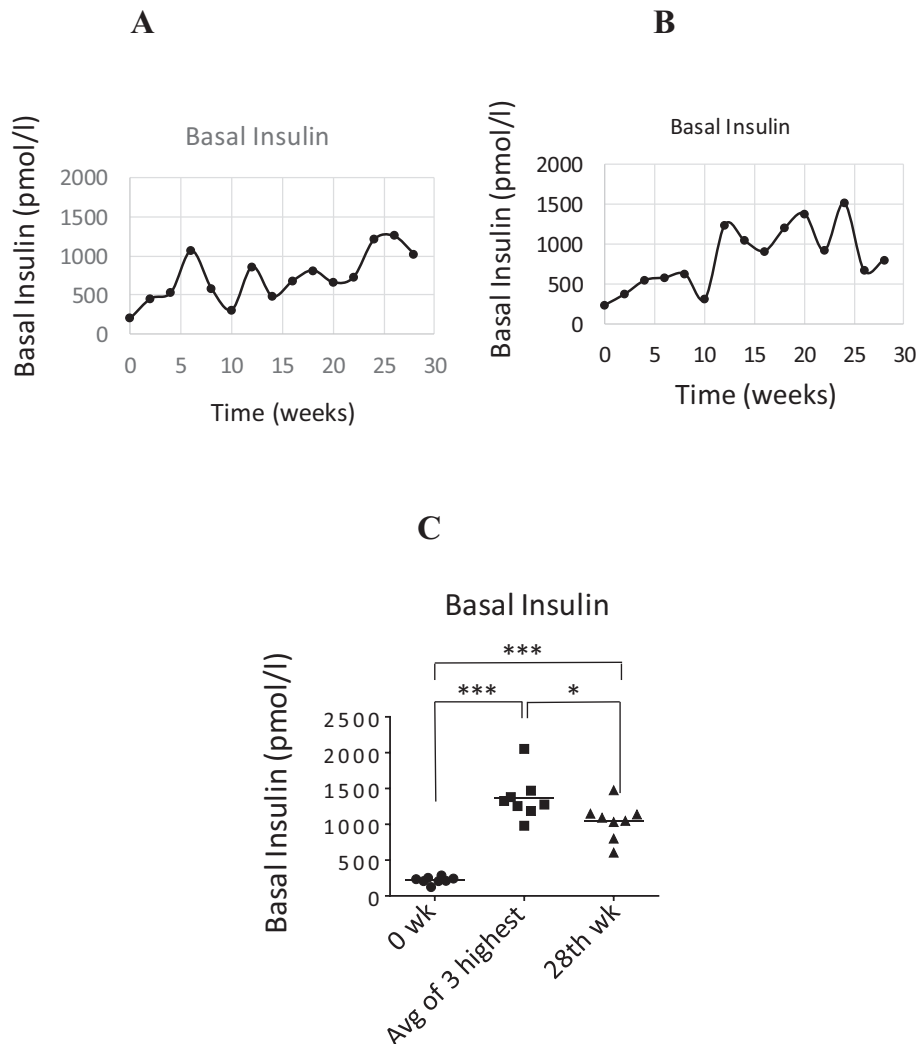 A
Basal Insulin
Basal Insulin (pmol/l)
2000
1500
1000
500
0
0 5 10 15 20 25 30
Time (weeks)
B
Basal Insulin
Basal Insulin (pmol/l)
2000
1500
1000
500
0
0 5 10 15 20 25 30
Time (weeks)
C
Basal Insulin
Basal Insulin (pmol/l)
***
*** *
2500
2000
1500
1000
500
0
0 wk
Avg of 3 highest
28th wk